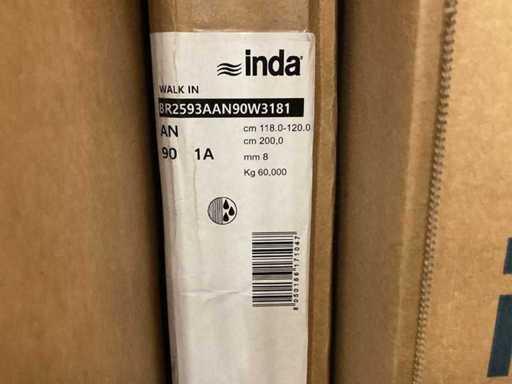 inda®
WALK IN
BR2593AAN90W3181
AN
90 1A
cm 118.0-120.0
cm 200,0
mm 8
Kg 60,000
8050166171047